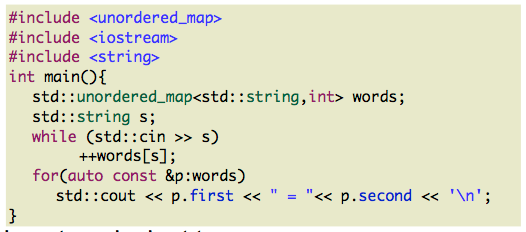 #include <unordered_map>
#include <iostream>
#include <string>
int main(){
std::unordered_map<std::string,int> words;
std::string s;
while (std::cin >> s)
++words[s];
for(auto const &p:words)
std::cout << p.first << " = "<< p.second << '\n';
}